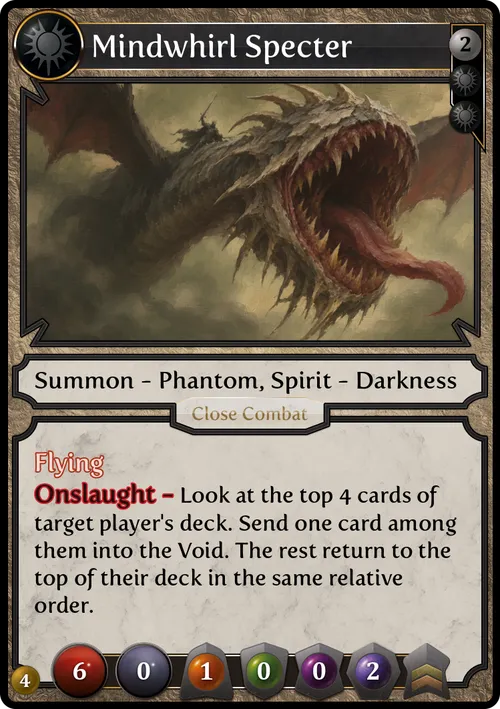 Mindwhirl Specter
2
Summon - Phantom, Spirit - Darkness
Close Combat
Flying
Onslaught - Look at the top 4 cards of
target player's deck. Send one card among
them into the Void. The rest return to the
top of their deck in the same relative
order.
4 6* 0* 1 0 0 2